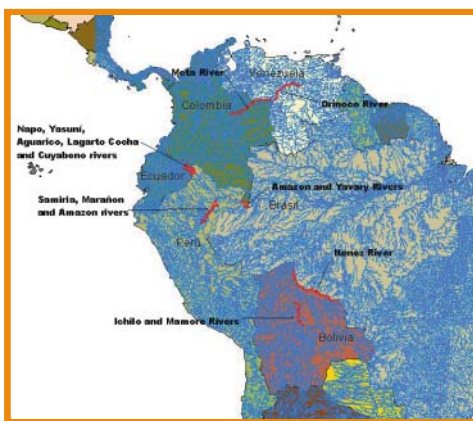 Meta River
Venezuela
Colombia
Orinoco River
Napo, Yasuní,
Aguarico, Lagarto Cocha
and Cuyabeno rivers
Ecuador
Samiria, Marañon
and Amazon rivers
Amazon and Yavary Rivers
Brasil
Perú
Itenez River
Ichilo and Mamore Rivers
Bolivia